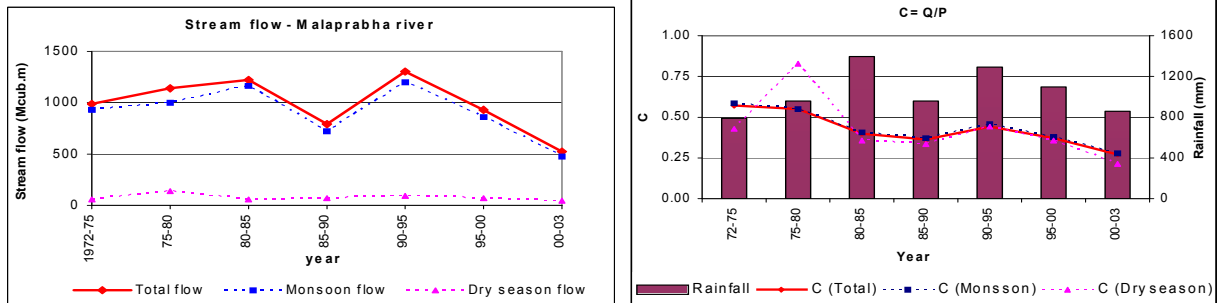 Stream flow - Malaprabha river
Stream flow (Mcub.m)
1500
1000
500
0
1972-75
75-80
80-85
85-90
90-95
95-00
00-03
year
Total flow
Monsoon flow
Dry season flow
C= Q/P
C
1.00
0.75
0.50
0.25
0.00
1600
1200
800
400
0
Rainfall (mm)
72-75
75-80
80-85
85-90
90-95
95-00
00-03
Year
Rainfall
C (Total)
C (Monsson)
C (Dry season)